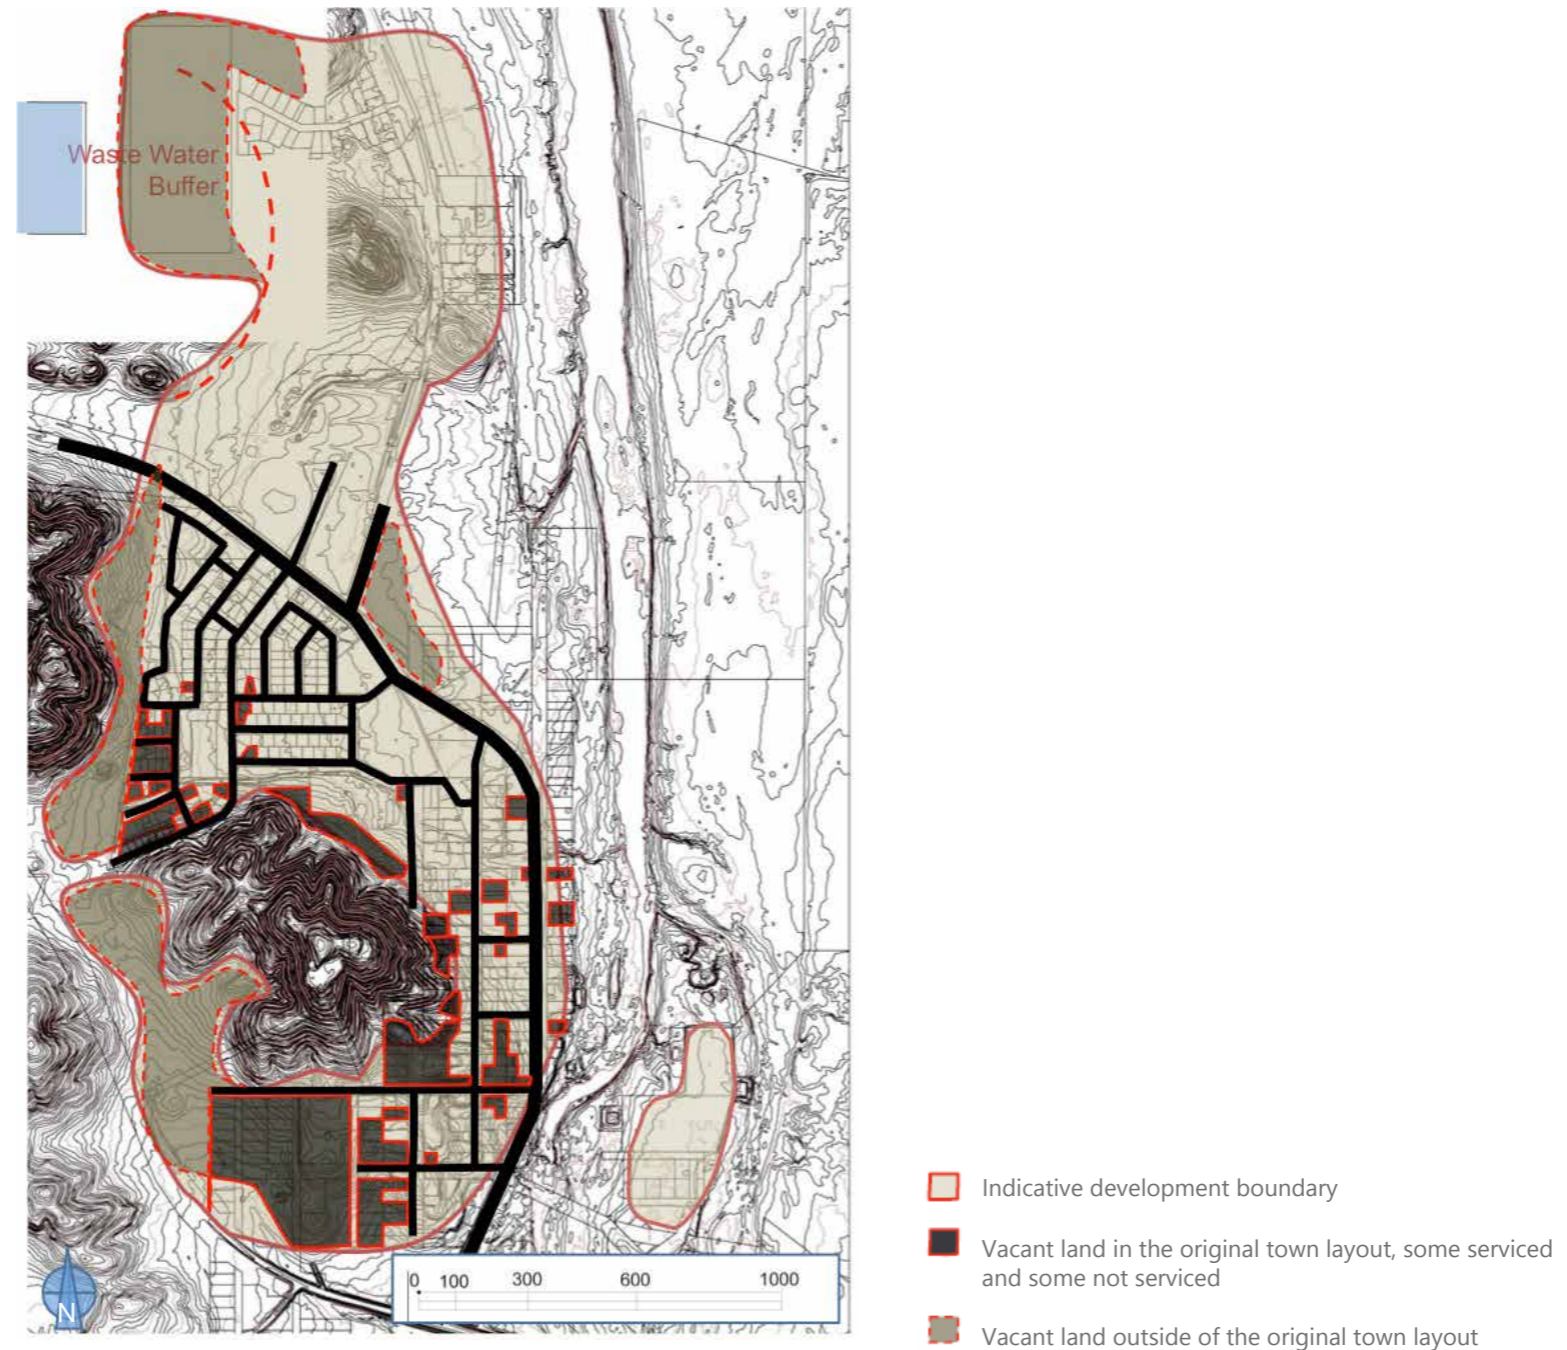 Waste Water
Buffer
N
0 100 300 600 1000
Indicative development boundary
Vacant land in the original town layout, some serviced
and some not serviced
Vacant land outside of the original town layout